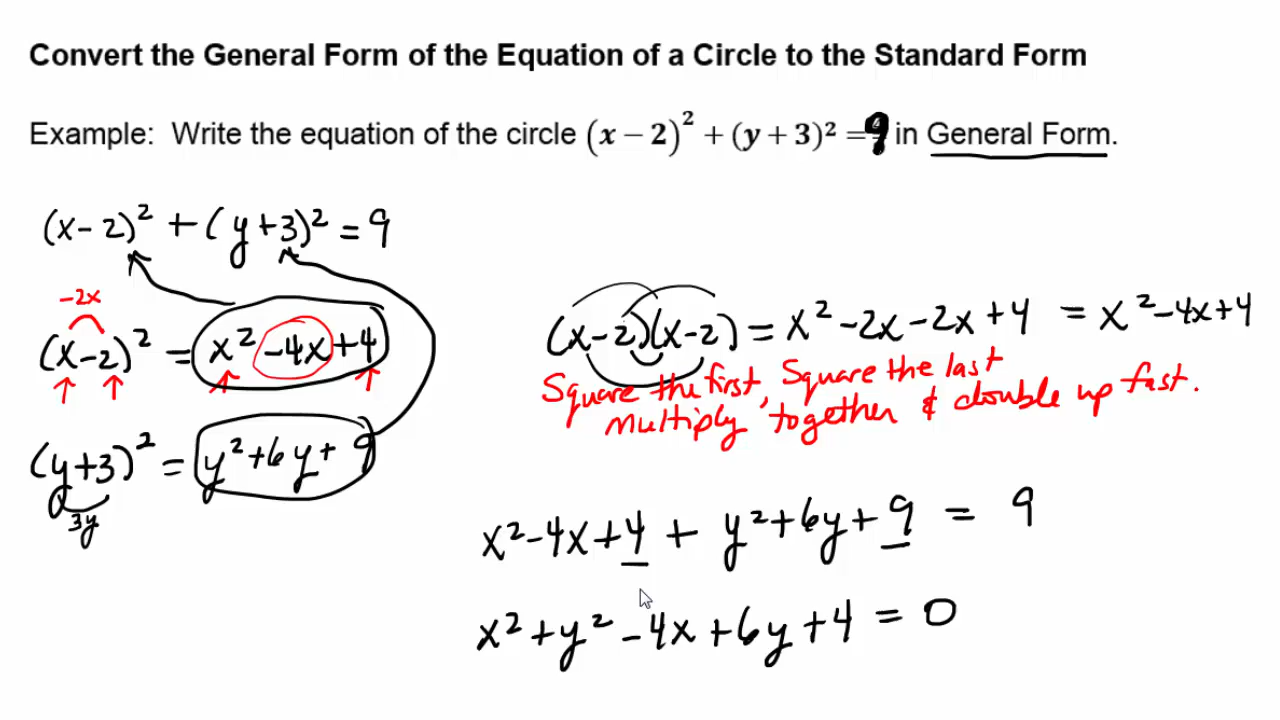 Convert the General Form of the Equation of a Circle to the Standard Form
Example: Write the equation of the circle (x − 2)² + (y + 3)² = 9 in General Form.
(x - 2)² + (y + 3)² = 9
-2x
(x - 2)² = x² - 4x + 4
(x - 2)(x - 2) = x² - 2x - 2x + 4 = x² - 4x + 4
Square the first, Square the last
multiply together & double up fast.
(y + 3)² = y² + 6y + 9
3y
x² - 4x + 4 + y² + 6y + 9 = 9
x² + y² - 4x + 6y + 4 = 0